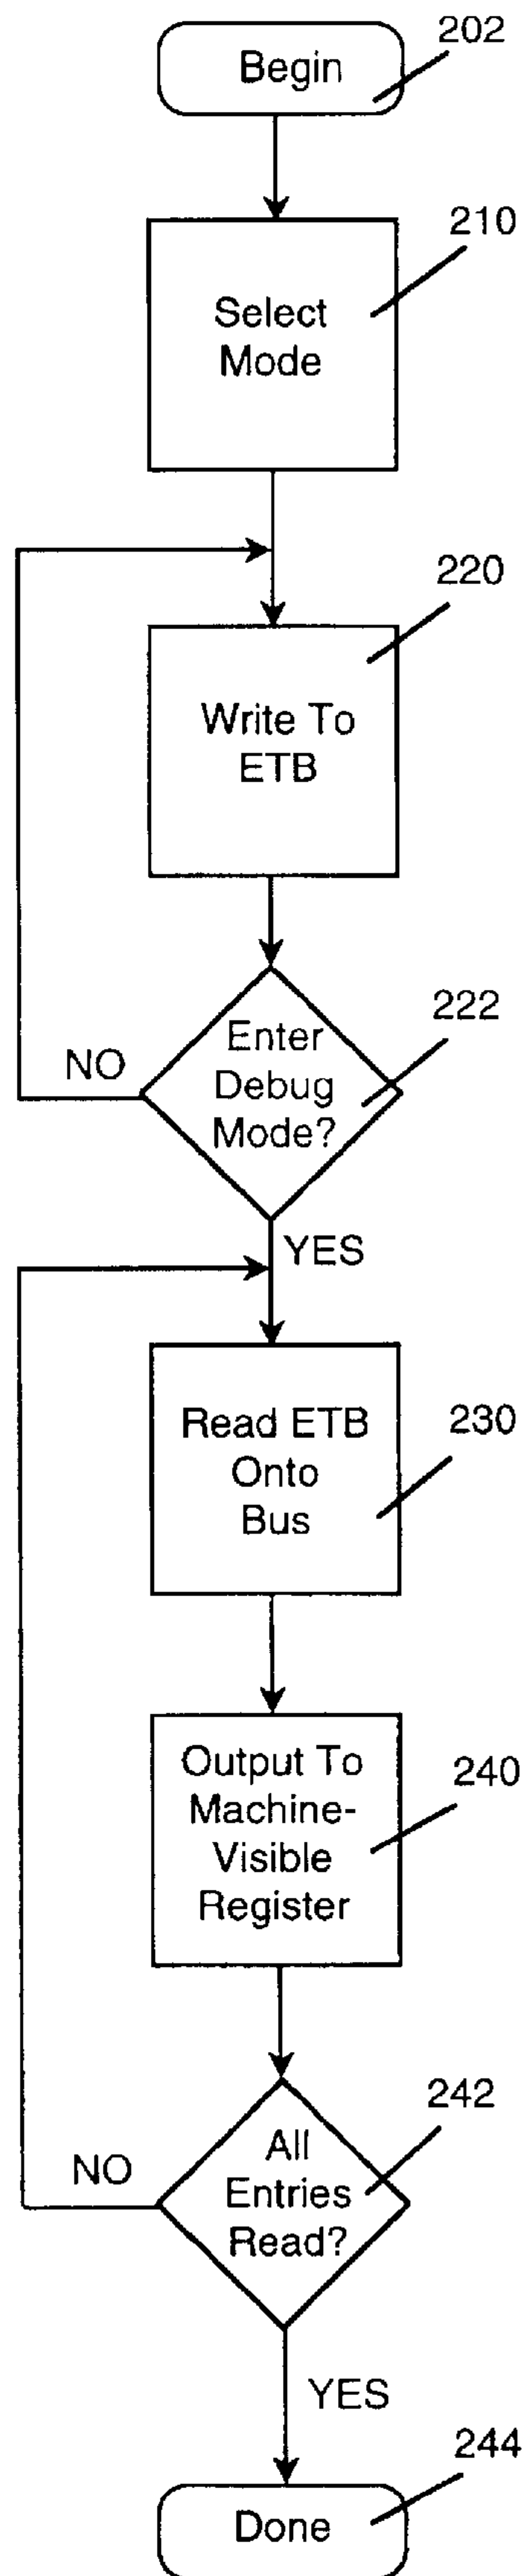 202
Begin
210
Select
Mode
220
Write To
ETB
222
Enter
Debug
Mode?
NO
YES
230
Read ETB
Onto
Bus
240
Output To
Machine-
Visible
Register
242
All
Entries
Read?
NO
YES
244
Done